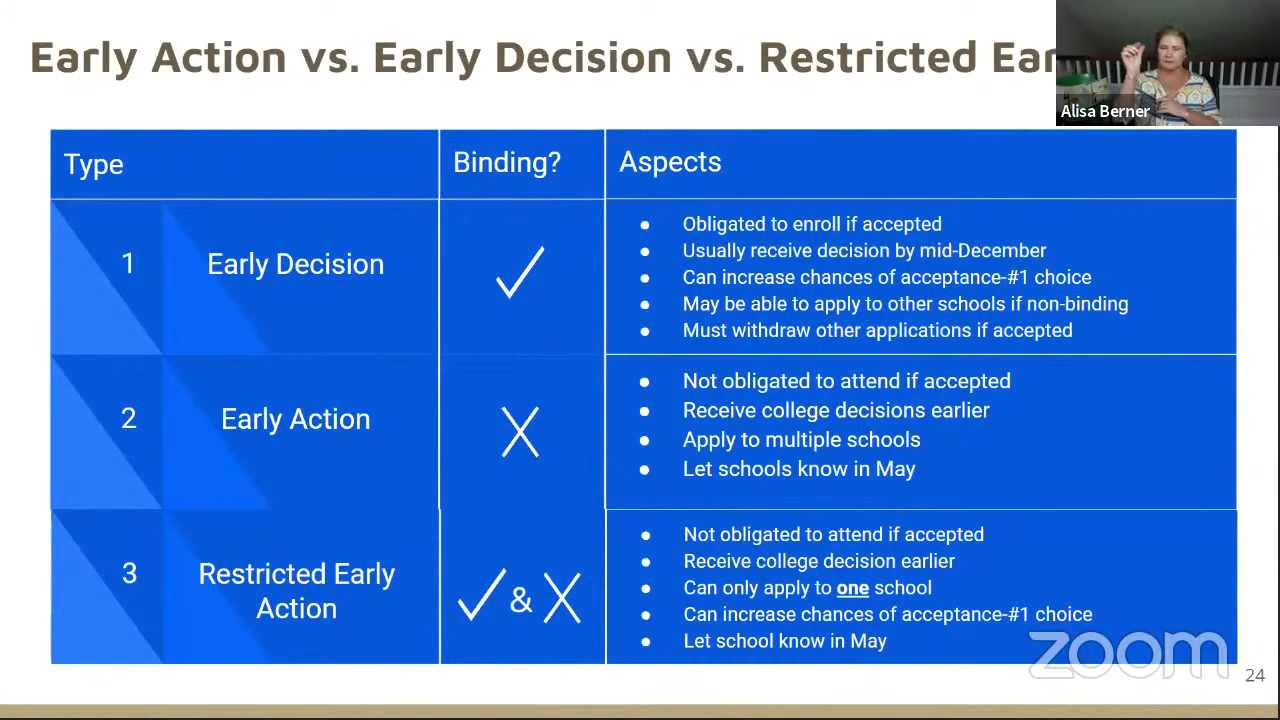 Early Action vs. Early Decision vs. Restricted Ear
Alisa Berner
Type
Binding?
Aspects
1
Early Decision
● Obligated to enroll if accepted
● Usually receive decision by mid-December
● Can increase chances of acceptance-#1 choice
● May be able to apply to other schools if non-binding
● Must withdraw other applications if accepted
2
Early Action
● Not obligated to attend if accepted
● Receive college decisions earlier
● Apply to multiple schools
● Let schools know in May
3
Restricted Early
Action
&
● Not obligated to attend if accepted
● Receive college decision earlier
● Can only apply to one school
● Can increase chances of acceptance-#1 choice
● Let school know in May
zoom
24